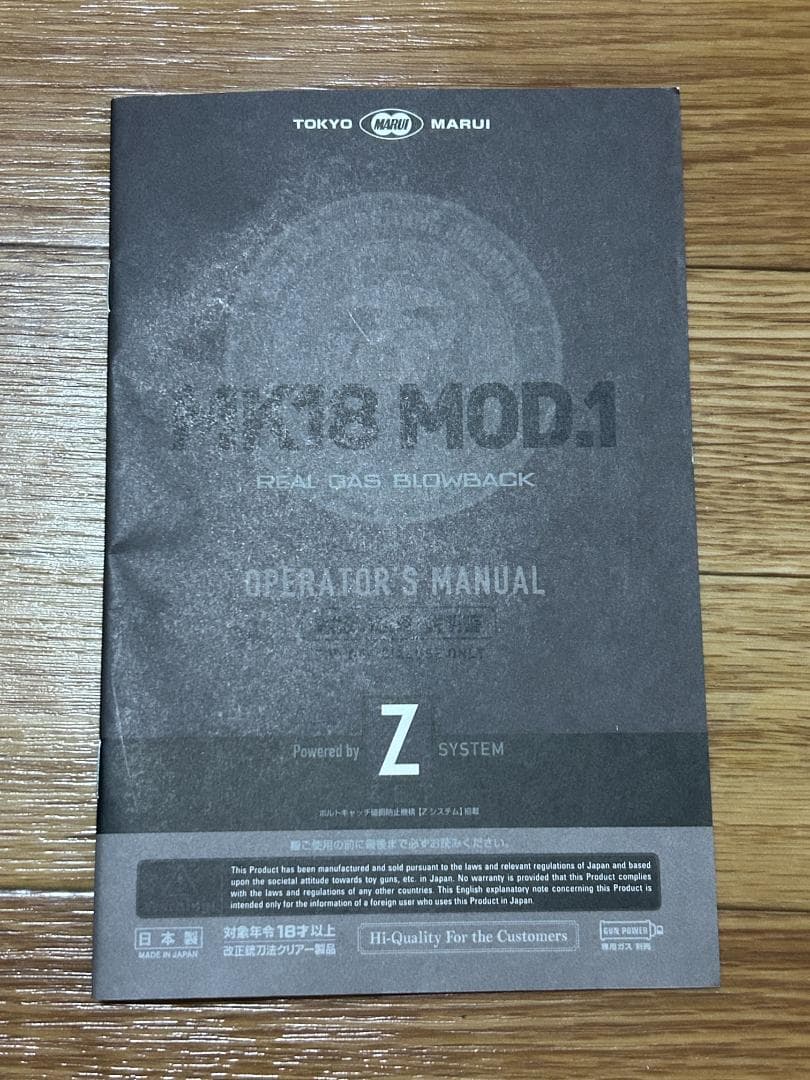 TOKYO MARUI MARUI
MK18 MOD.1
REAL GAS BLOWBACK
OPERATOR'S MANUAL
取扱説明書
USE ONLY
Powered by Z SYSTEM
ボルトキャッチ破損防止機構【Zシステム】搭載
■ご使用の前に最後まで必ずお読みください。
This Product has been manufactured and sold pursuant to the laws and relevant regulations of Japan and based
upon the societal attitude towards toy guns, etc. in Japan. No warranty is provided that this Product complies
with the laws and regulations of any other countries. This English explanatory note concerning this Product is
intended only for the information of a foreign user who uses this Product in Japan.
日本製
MADE IN JAPAN
対象年令18才以上
改正銃刀法クリアー製品
Hi-Quality For the Customers
GUN POWER
専用ガス 別売